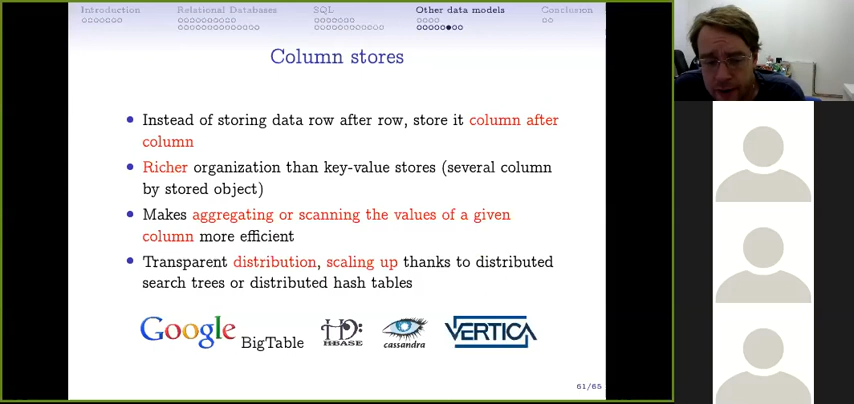 Introduction Relational Databases SQL Other data models Conclusion
Column stores
Instead of storing data row after row, store it column after
column
Richer organization than key-value stores (several column
by stored object)
Makes aggregating or scanning the values of a given
column more efficient
Transparent distribution, scaling up thanks to distributed
search trees or distributed hash tables
Google BigTable HBASE cassandra VERTICA
61/65